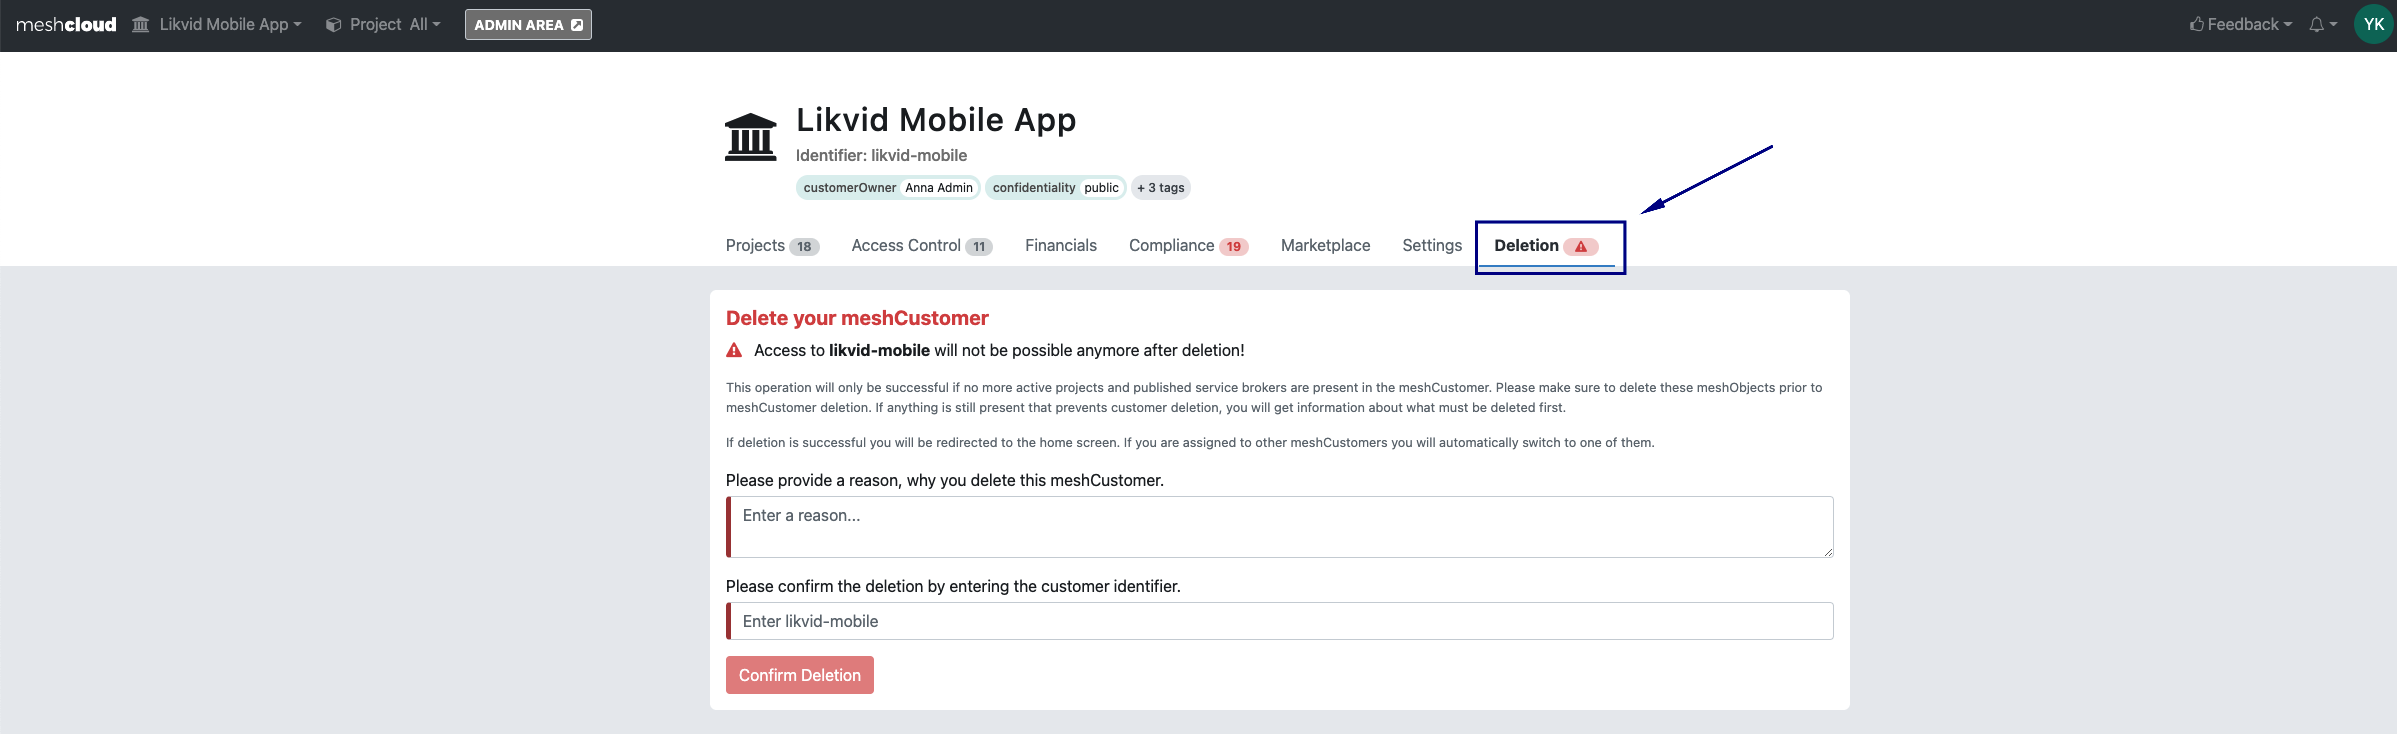 meshcloud Likvid Mobile App Project All ADMIN AREA Feedback YK
Likvid Mobile App
Identifier: likvid-mobile
customerOwner Anna Admin confidentiality public + 3 tags
Projects 18 Access Control 11 Financials Compliance 19 Marketplace Settings Deletion
Delete your meshCustomer
Access to likvid-mobile will not be possible anymore after deletion!
This operation will only be successful if no more active projects and published service brokers are present in the meshCustomer. Please make sure to delete these meshObjects prior to
meshCustomer deletion. If anything is still present that prevents customer deletion, you will get information about what must be deleted first.
If deletion is successful you will be redirected to the home screen. If you are assigned to other meshCustomers you will automatically switch to one of them.
Please provide a reason, why you delete this meshCustomer.
Enter a reason...
Please confirm the deletion by entering the customer identifier.
Enter likvid-mobile
Confirm Deletion